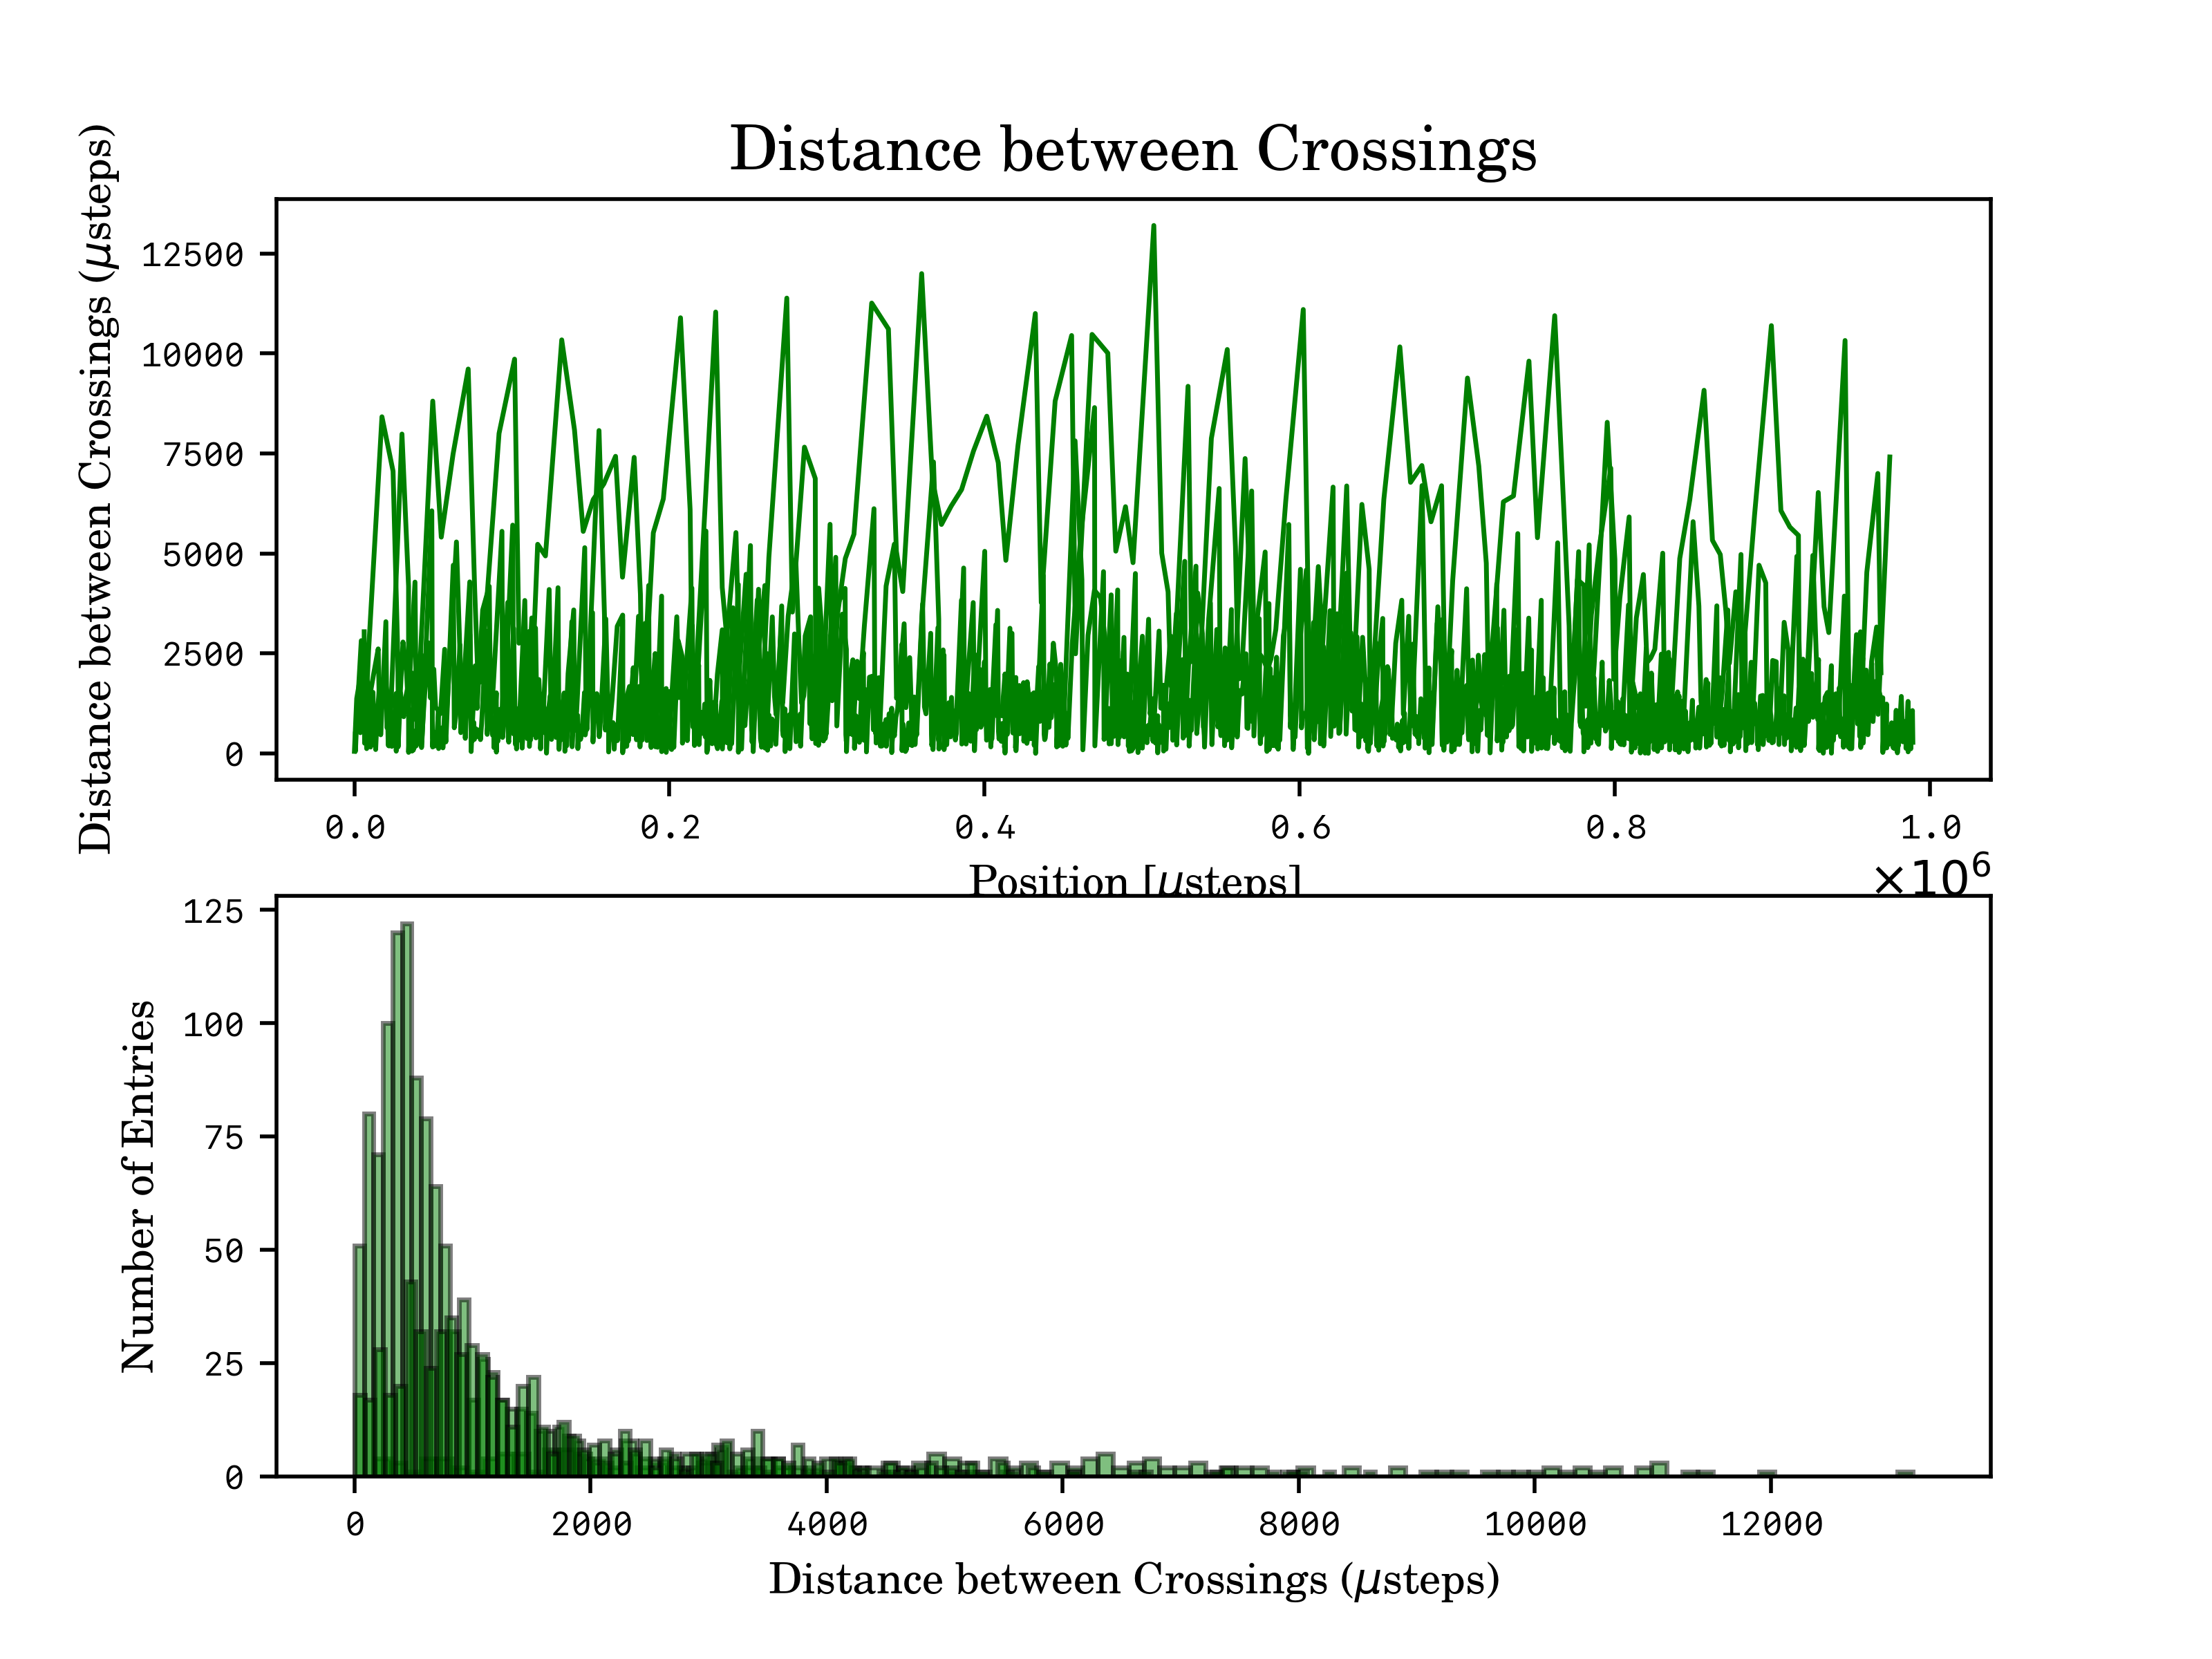 Distance between Crossings
Distance between Crossings (μsteps)
12500
10000
7500
5000
2500
0
0.0 0.2 0.4 0.6 0.8 1.0
Position [μsteps]
×10⁶
Number of Entries
125
100
75
50
25
0
0 2000 4000 6000 8000 10000 12000
Distance between Crossings (μsteps)